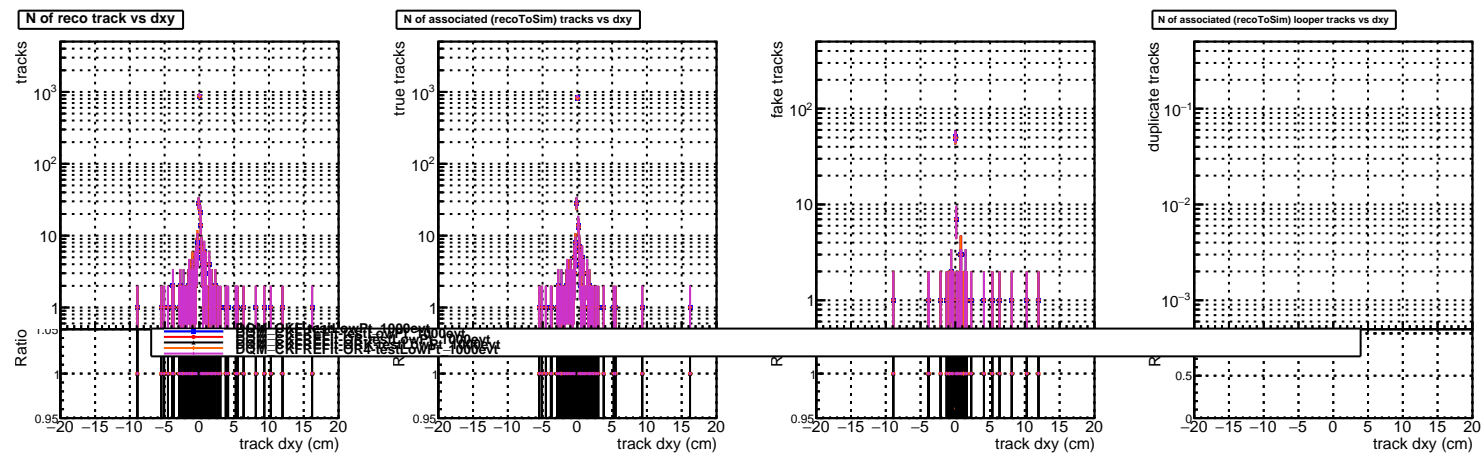 N of reco track vs dxy
N of associated (recoToSim) tracks vs dxy
N of associated (recoToSim) looper tracks vs dxy
tracks
10³
10²
10
1
Ratio
1.05
1
0.95
−20 −15 −10 −5 0 5 10 15 20
track dxy (cm)
true tracks
10³
10²
10
1
1
0.95
−20 −15 −10 −5 0 5 10 15 20
track dxy (cm)
fake tracks
10²
10
1
1
0.95
−20 −15 −10 −5 0 5 10 15 20
track dxy (cm)
duplicate tracks
10⁻¹
10⁻²
10⁻³
0.5
0
−20 −15 −10 −5 0 5 10 15 20
track dxy (cm)
DQM_CKFREFit-OR4-testLowPt-1000evt